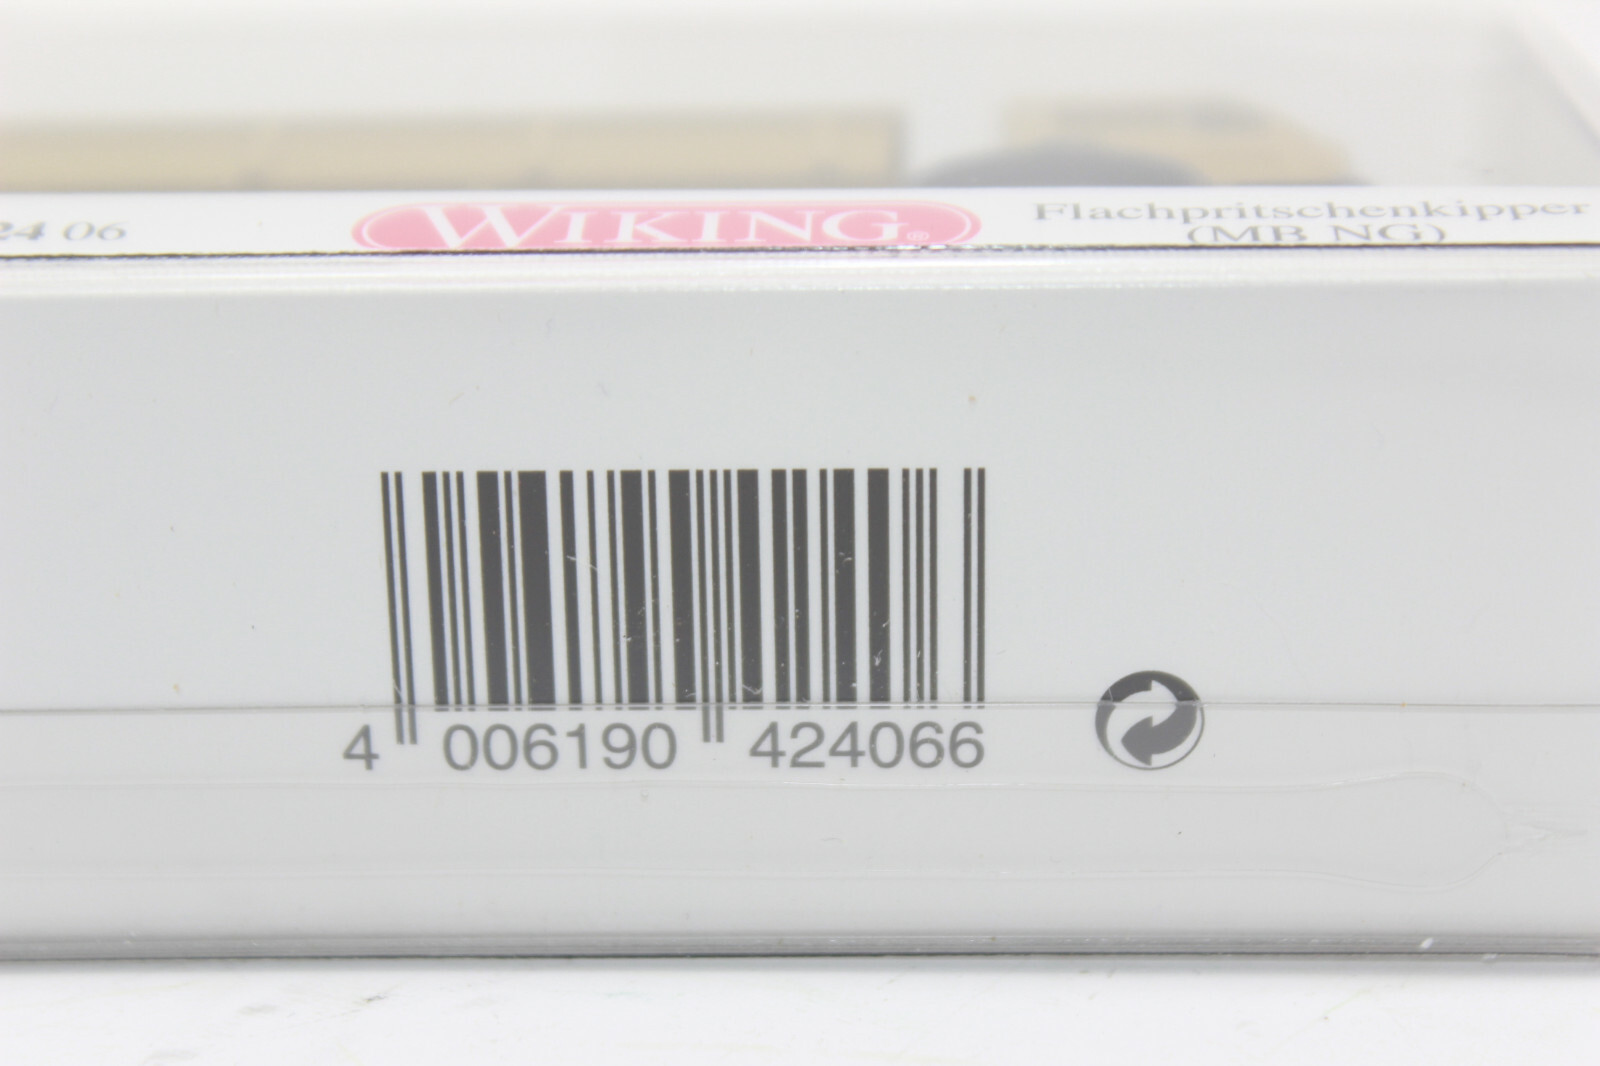 24 06 WIKING® Flachpritschenkipper
(MB NG)
4 006190 424066